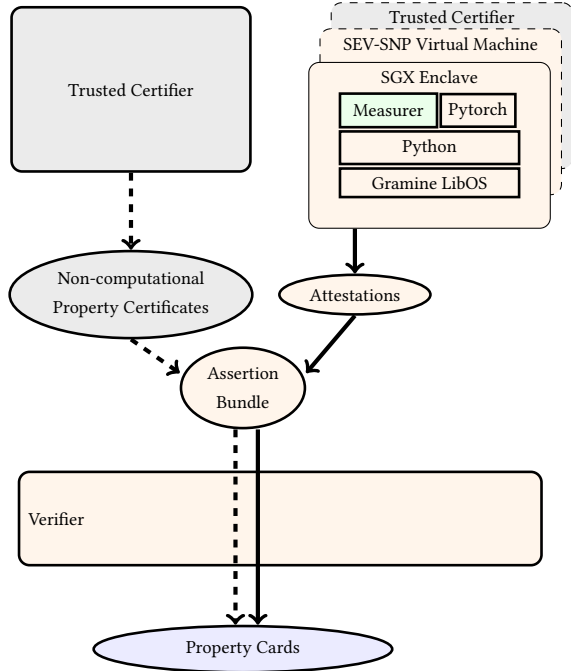 Trusted Certifier
Trusted Certifier
SEV-SNP Virtual Machine
SGX Enclave
Measurer
Pytorch
Python
Gramine LibOS
Non-computational
Property Certificates
Attestations
Assertion
Bundle
Verifier
Property Cards